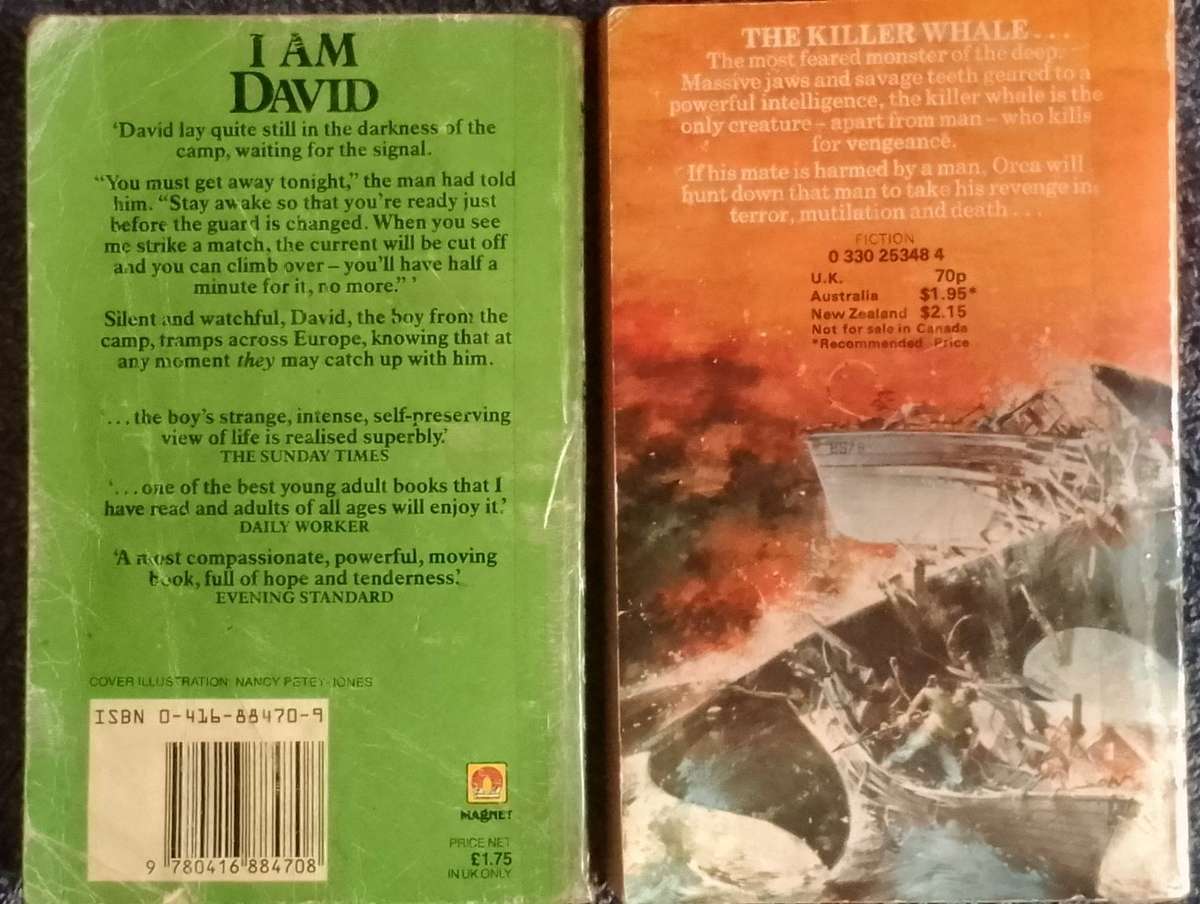 I AM
DAVID
‘David lay quite still in the darkness of the
camp, waiting for the signal.
“You must get away tonight,” the man had told
him. “Stay awake so that you’re ready just
before the guard is changed. When you see
me strike a match, the current will be cut off
and you can climb over – you’ll have half a
minute for it, no more.” ’
Silent and watchful, David, the boy from the
camp, tramps across Europe, knowing that at
any moment they may catch up with him.
‘. . . the boy’s strange, intense, self-preserving
view of life is realised superbly.’
THE SUNDAY TIMES
‘. . . one of the best young adult books that I
have read and adults of all ages will enjoy it.’
DAILY WORKER
‘A most compassionate, powerful, moving
book, full of hope and tenderness.’
EVENING STANDARD
COVER ILLUSTRATION: NANCY PETEY-JONES
ISBN 0-416-88470-9
9 780416 884708
MAGNET
PRICE NET
£1.75
IN UK ONLY
THE KILLER WHALE . . .
The most feared monster of the deep.
Massive jaws and savage teeth geared to a
powerful intelligence, the killer whale is the
only creature – apart from man – who kills
for vengeance.
If his mate is harmed by a man, Orca will
hunt down that man to take his revenge in
terror, mutilation and death . . .
FICTION
0 330 25348 4
U.K. 70p
Australia $1.95*
New Zealand $2.15
Not for sale in Canada
*Recommended Price